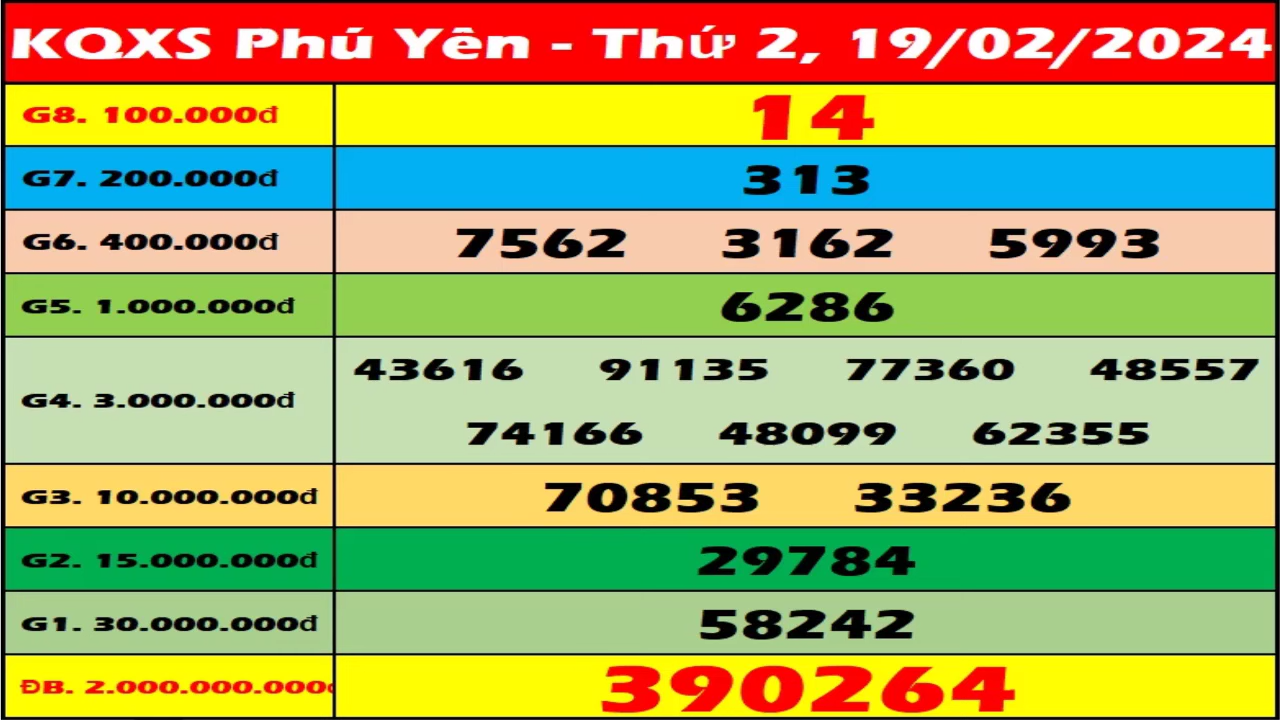 KQXS Phú Yên - Thứ 2, 19/02/2024
G8. 100.000đ 14
G7. 200.000đ 313
G6. 400.000đ 7562 3162 5993
G5. 1.000.000đ 6286
43616 91135 77360 48557
G4. 3.000.000đ
74166 48099 62355
G3. 10.000.000đ 70853 33236
G2. 15.000.000đ 29784
G1. 30.000.000đ 58242
ĐB. 2.000.000.000đ 390264